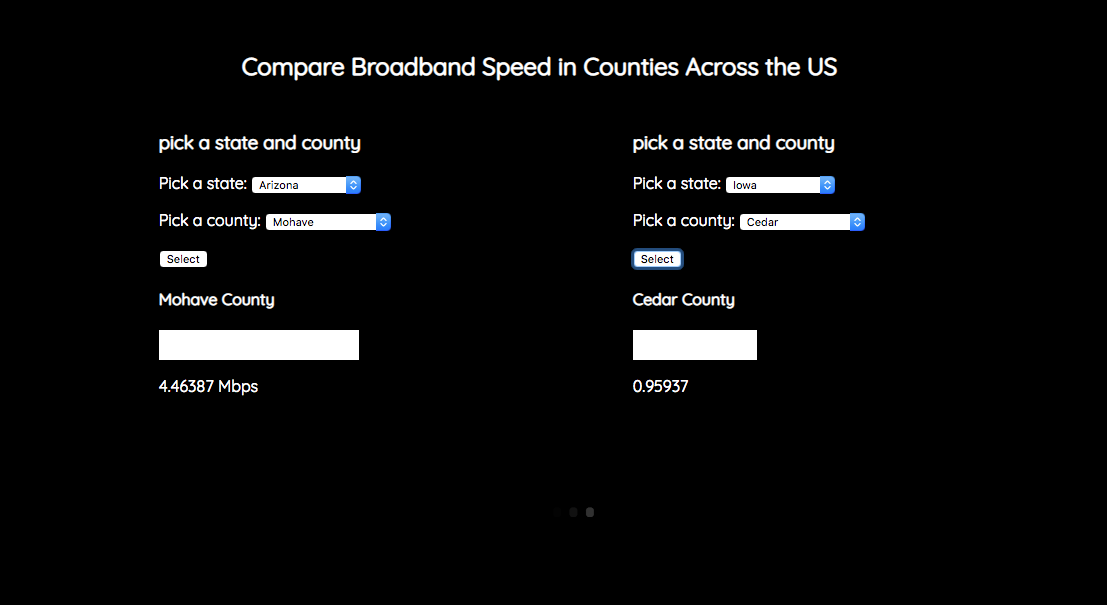 Compare Broadband Speed in Counties Across the US
pick a state and county
Pick a state: Arizona
Pick a county: Mohave
Select
Mohave County
4.46387 Mbps
pick a state and county
Pick a state: Iowa
Pick a county: Cedar
Select
Cedar County
0.95937